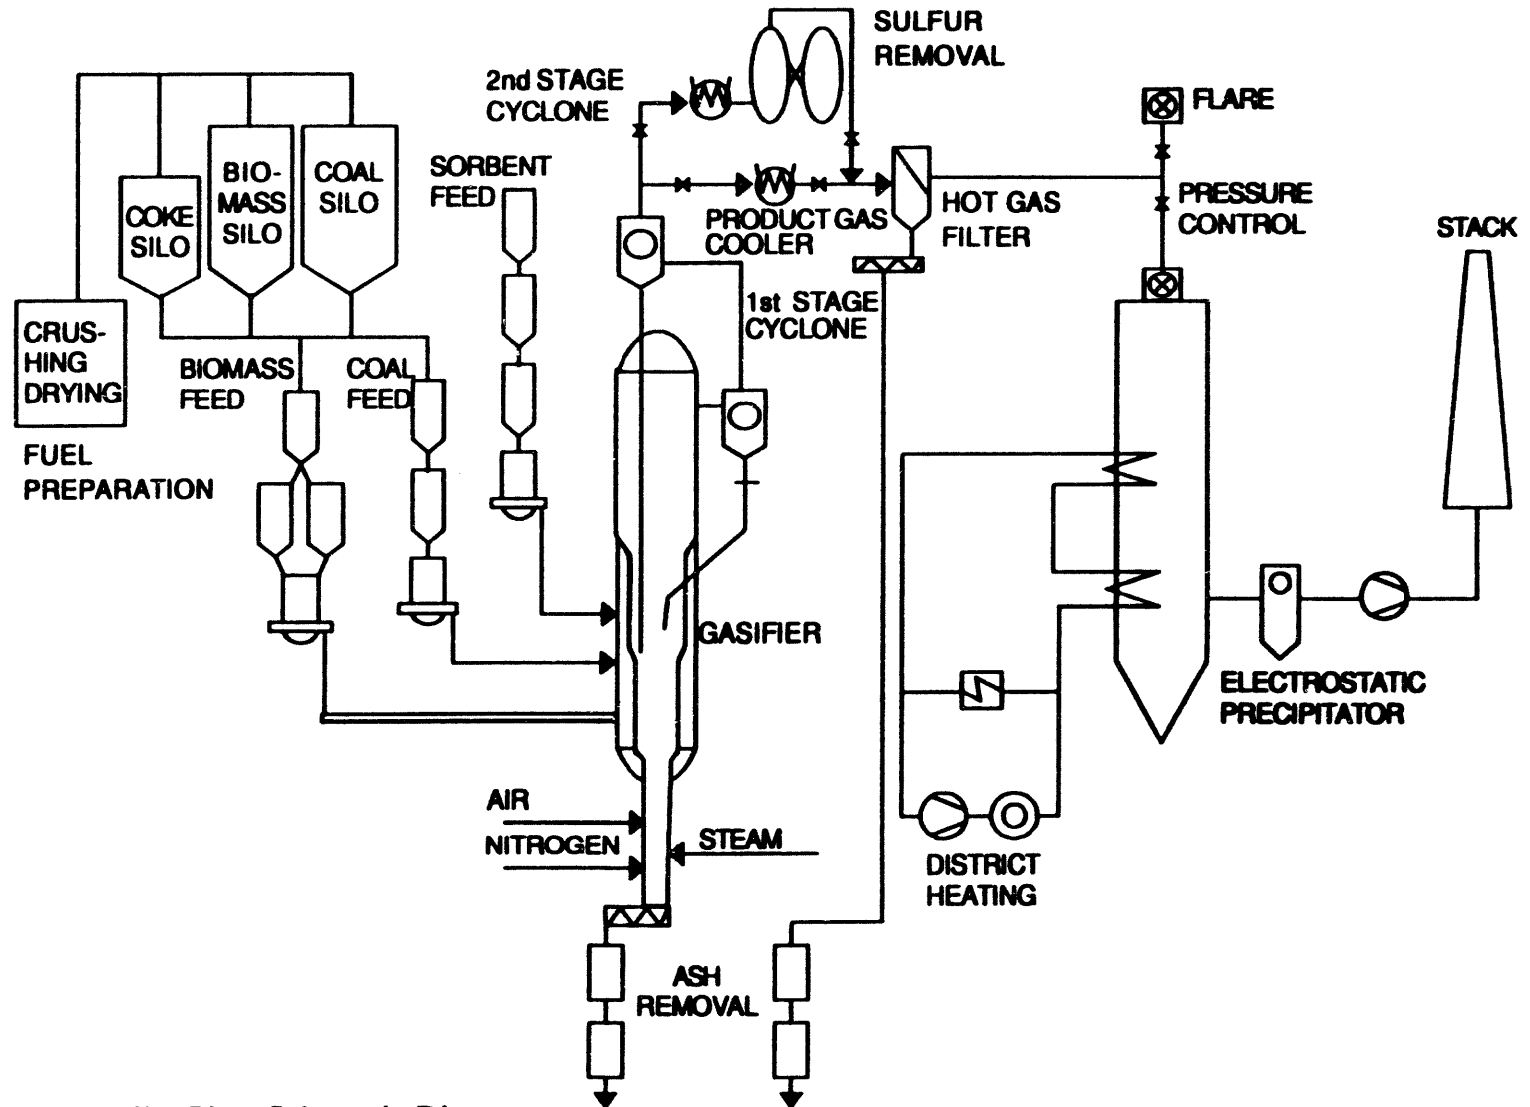 SULFUR
REMOVAL
2nd STAGE
CYCLONE
FLARE
SORBENT
FEED
BIO-
MASS
SILO
COAL
SILO
COKE
SILO
PRODUCT GAS
COOLER
HOT GAS
FILTER
PRESSURE
CONTROL
STACK
1st STAGE
CYCLONE
CRUS-
HING
DRYING
BIOMASS
FEED
COAL
FEED
FUEL
PREPARATION
GASIFIER
ELECTROSTATIC
PRECIPITATOR
AIR
NITROGEN
STEAM
DISTRICT
HEATING
ASH
REMOVAL